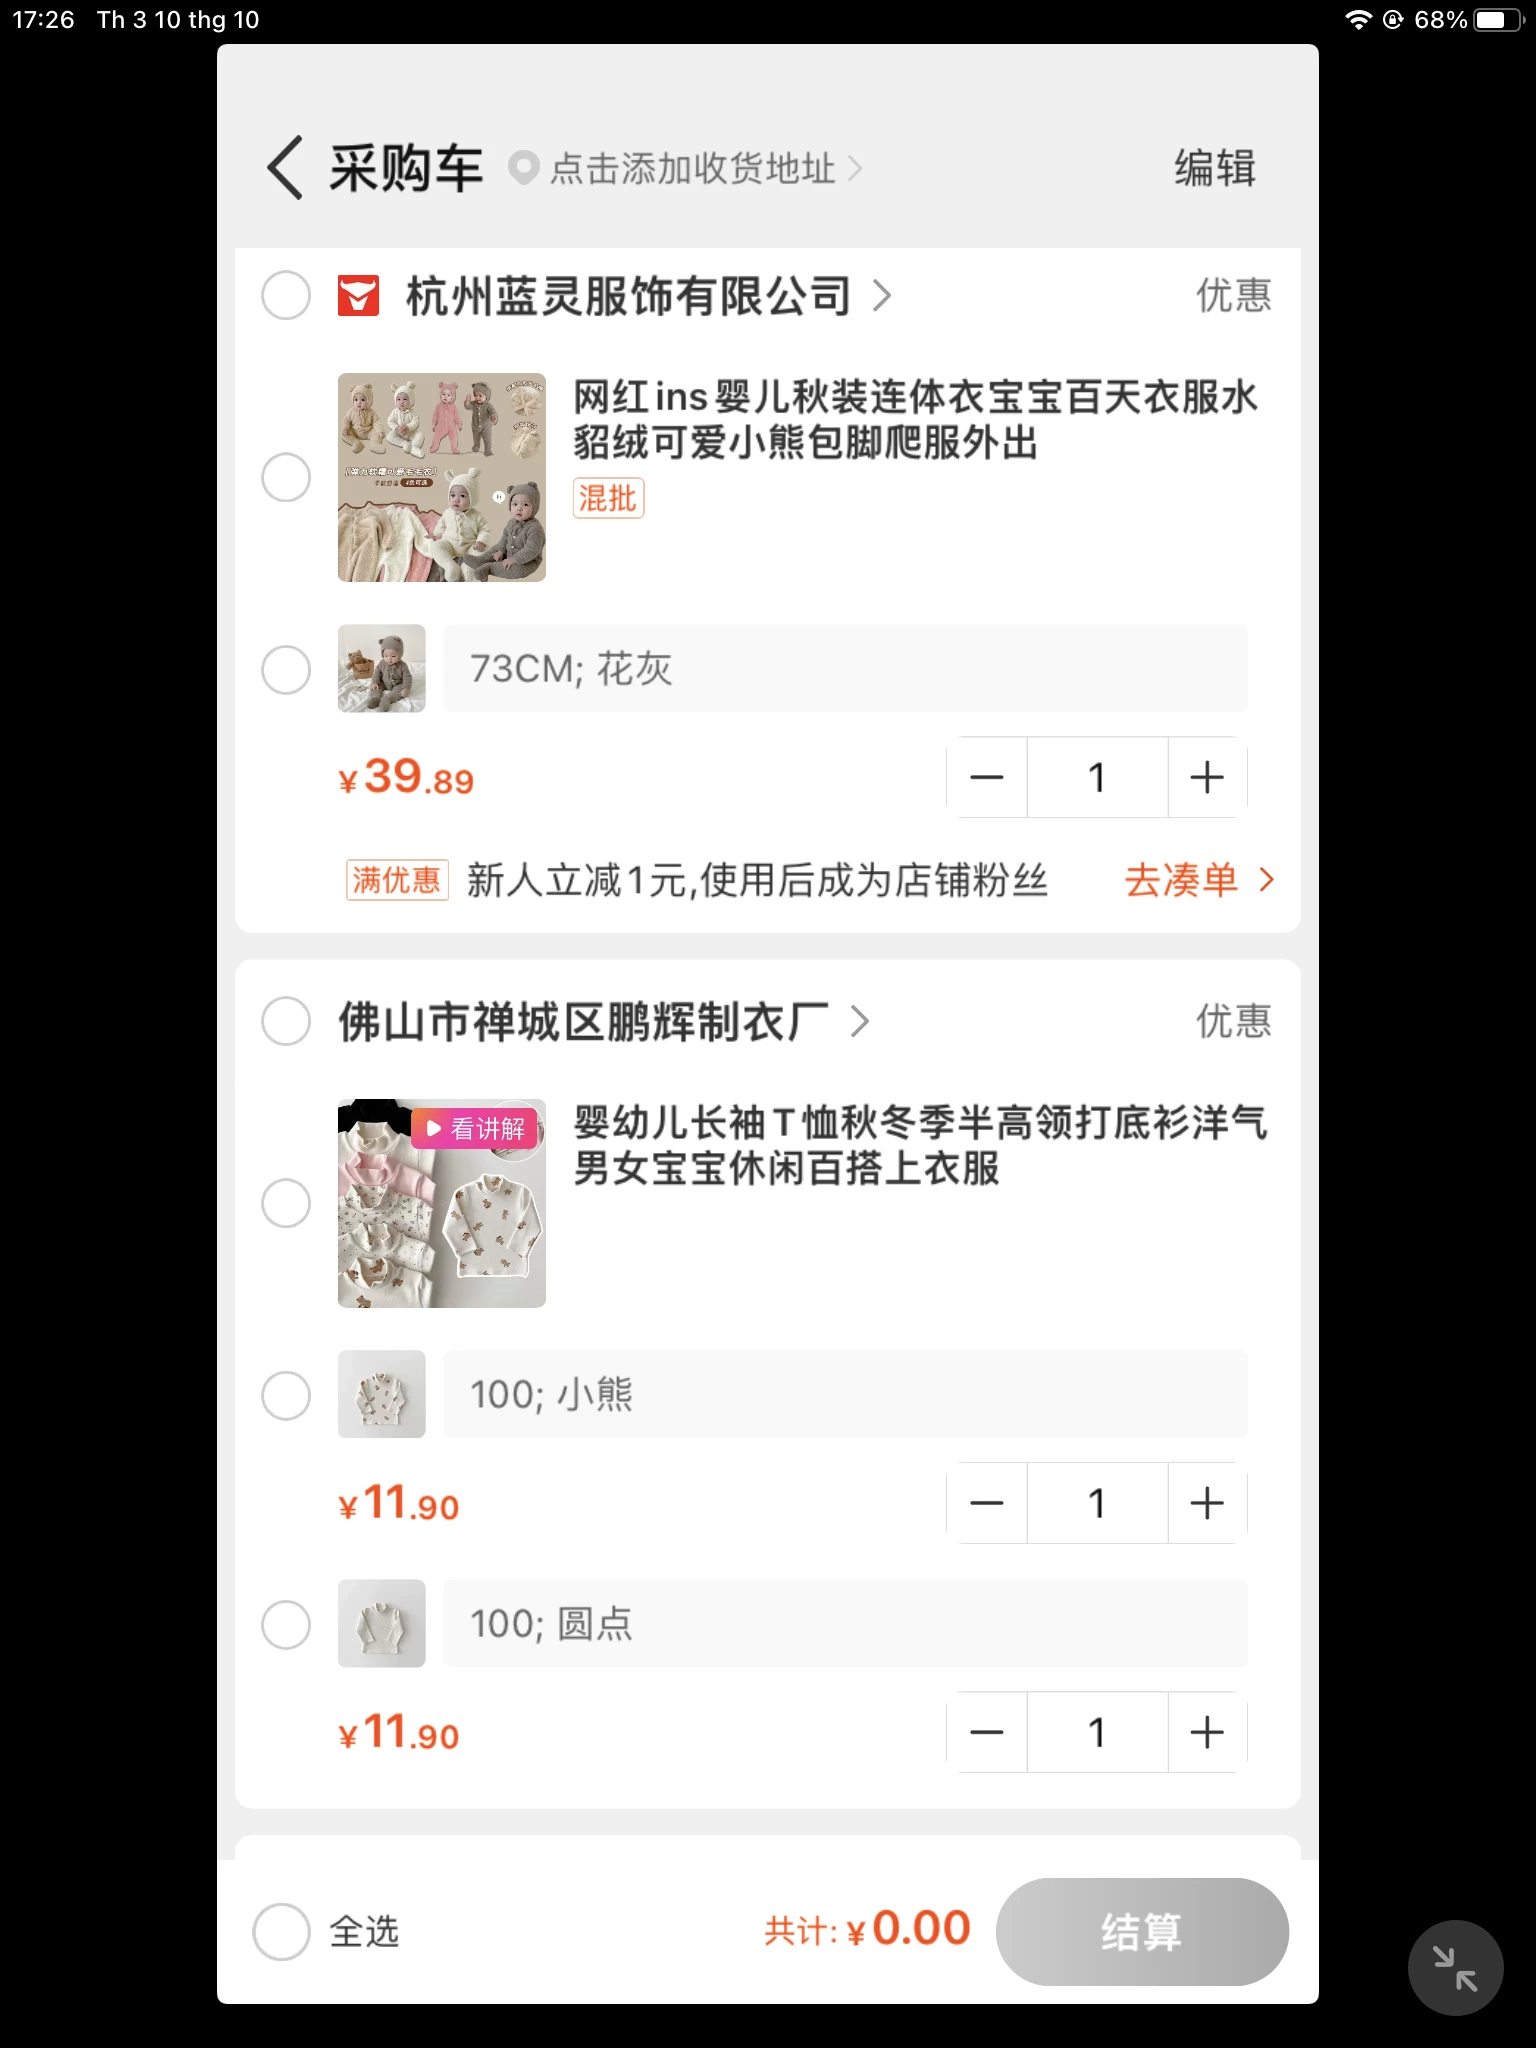 17:26 Th 3 10 thg 10 68%
采购车 点击添加收货地址 编辑
杭州蓝灵服饰有限公司 优惠
网红ins婴儿秋装连体衣宝宝百天衣服水
貂绒可爱小熊包脚爬服外出
混批
73CM; 花灰
¥39.89 1
满优惠 新人立减1元,使用后成为店铺粉丝 去凑单
佛山市禅城区鹏辉制衣厂 优惠
看讲解
婴幼儿长袖T恤秋冬季半高领打底衫洋气
男女宝宝休闲百搭上衣服
100; 小熊
¥11.90 1
100; 圆点
¥11.90 1
全选 共计: ¥0.00 结算